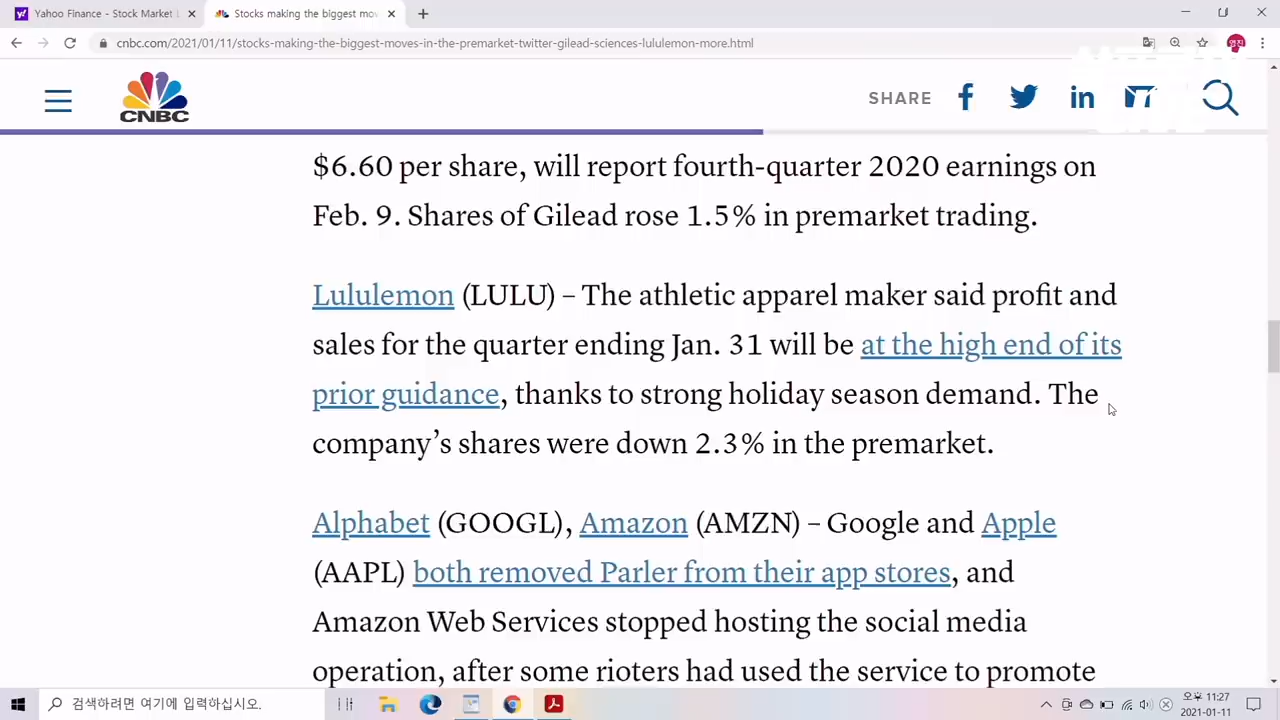 Yahoo Finance - Stock Market L
Stocks making the biggest mov
cnbc.com/2021/01/11/stocks-making-the-biggest-moves-in-the-premarket-twitter-gilead-sciences-lululemon-more.html
CNBC
SHARE
$6.60 per share, will report fourth-quarter 2020 earnings on
Feb. 9. Shares of Gilead rose 1.5% in premarket trading.
Lululemon (LULU) – The athletic apparel maker said profit and
sales for the quarter ending Jan. 31 will be at the high end of its
prior guidance, thanks to strong holiday season demand. The
company’s shares were down 2.3% in the premarket.
Alphabet (GOOGL), Amazon (AMZN) – Google and Apple
(AAPL) both removed Parler from their app stores, and
Amazon Web Services stopped hosting the social media
operation, after some rioters had used the service to promote
검색하려면 여기에 입력하십시오.
오후 11:27
2021-01-11